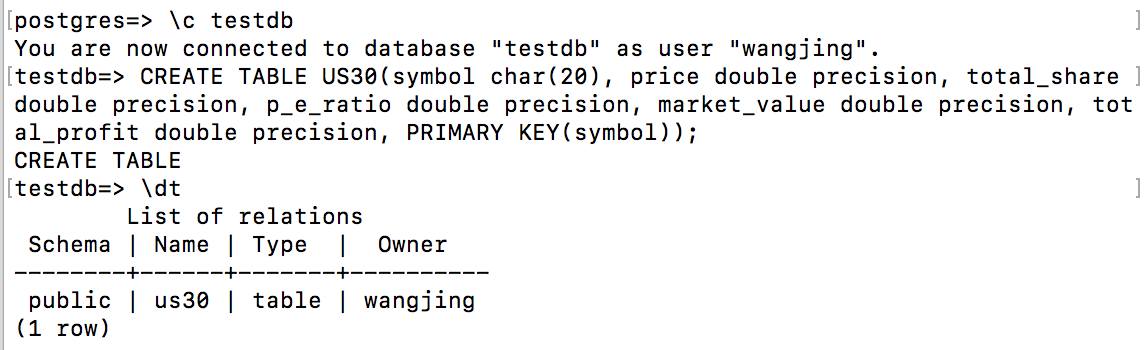 [postgres=> \c testdb ]
You are now connected to database "testdb" as user "wangjing".
[testdb=> CREATE TABLE US30(symbol char(20), price double precision, total_share ]
double precision, p_e_ratio double precision, market_value double precision, tot
al_profit double precision, PRIMARY KEY(symbol));
CREATE TABLE
[testdb=> \dt ]
List of relations
Schema | Name | Type | Owner
--------+------+-------+----------
public | us30 | table | wangjing
(1 row)